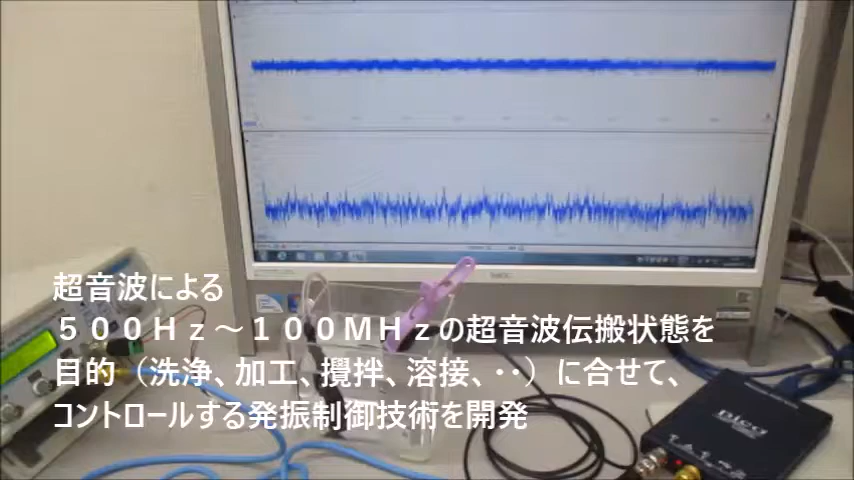 超音波による
５００Ｈｚ～１００ＭＨｚの超音波伝搬状態を
目的（洗浄、加工、攪拌、溶接、・・）に合せて、
コントロールする発振制御技術を開発
NEC
pico